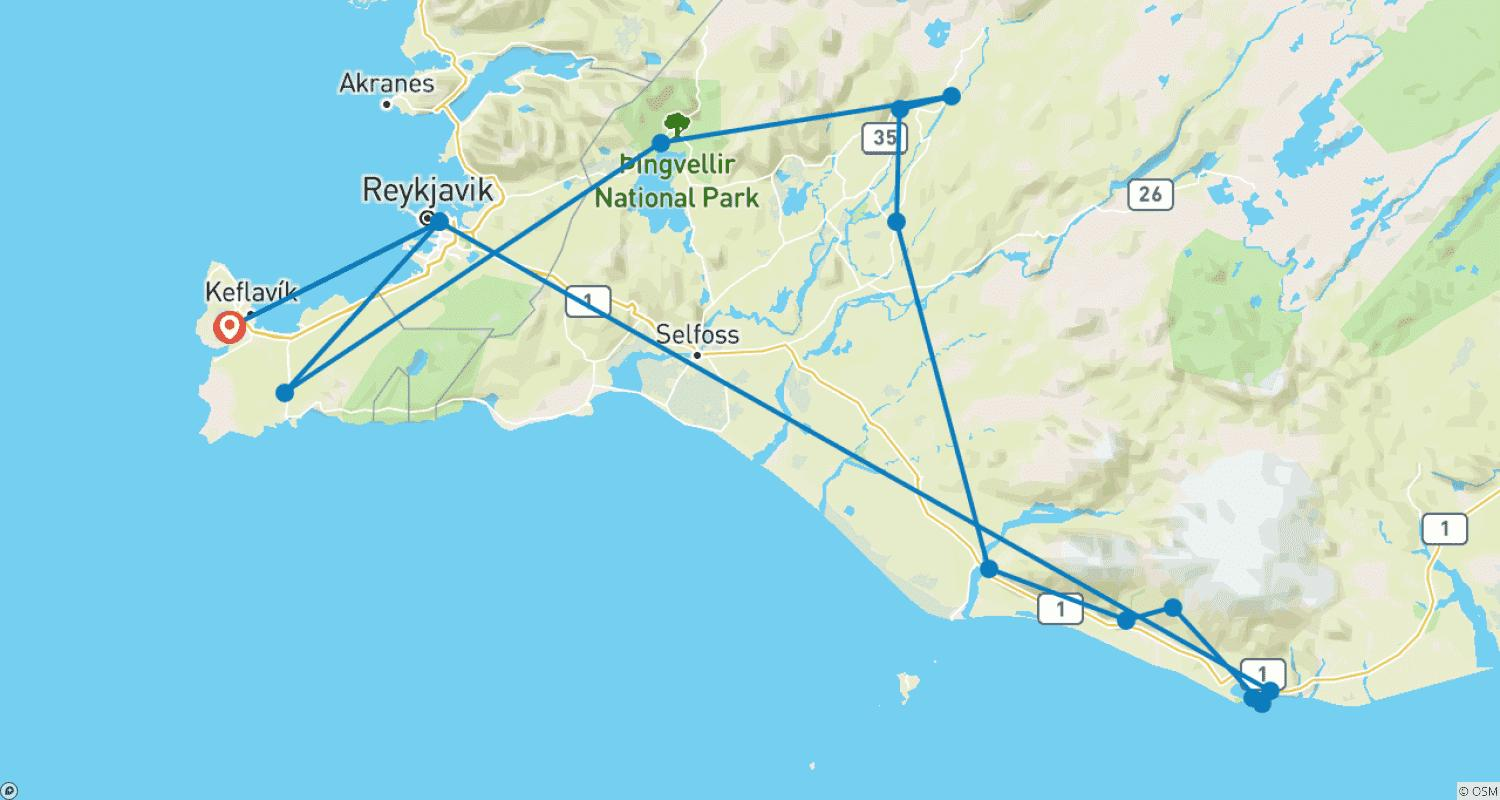 Akranes
35
Þingvellir
National Park
Reykjavik
26
Keflavík
1
Selfoss
1
1
1
© OSM